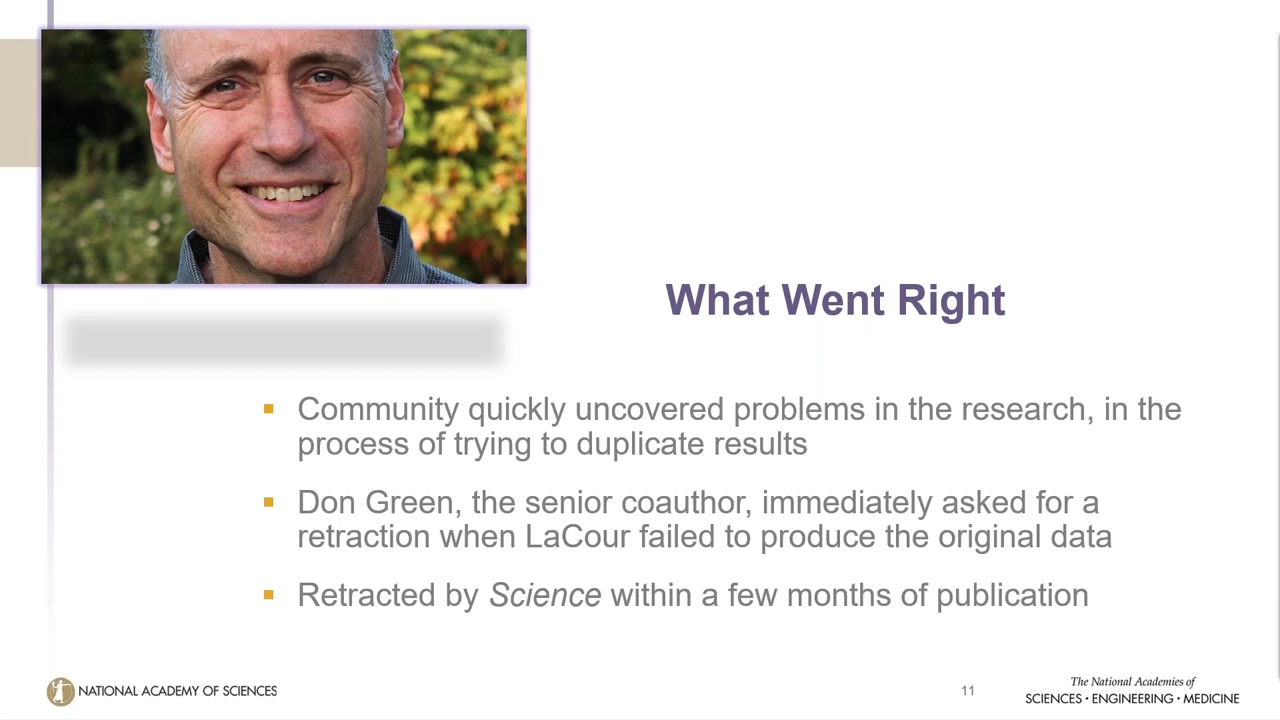 What Went Right
Community quickly uncovered problems in the research, in the
process of trying to duplicate results
Don Green, the senior coauthor, immediately asked for a
retraction when LaCour failed to produce the original data
Retracted by Science within a few months of publication
NATIONAL ACADEMY OF SCIENCES
11
The National Academies of
SCIENCES · ENGINEERING · MEDICINE